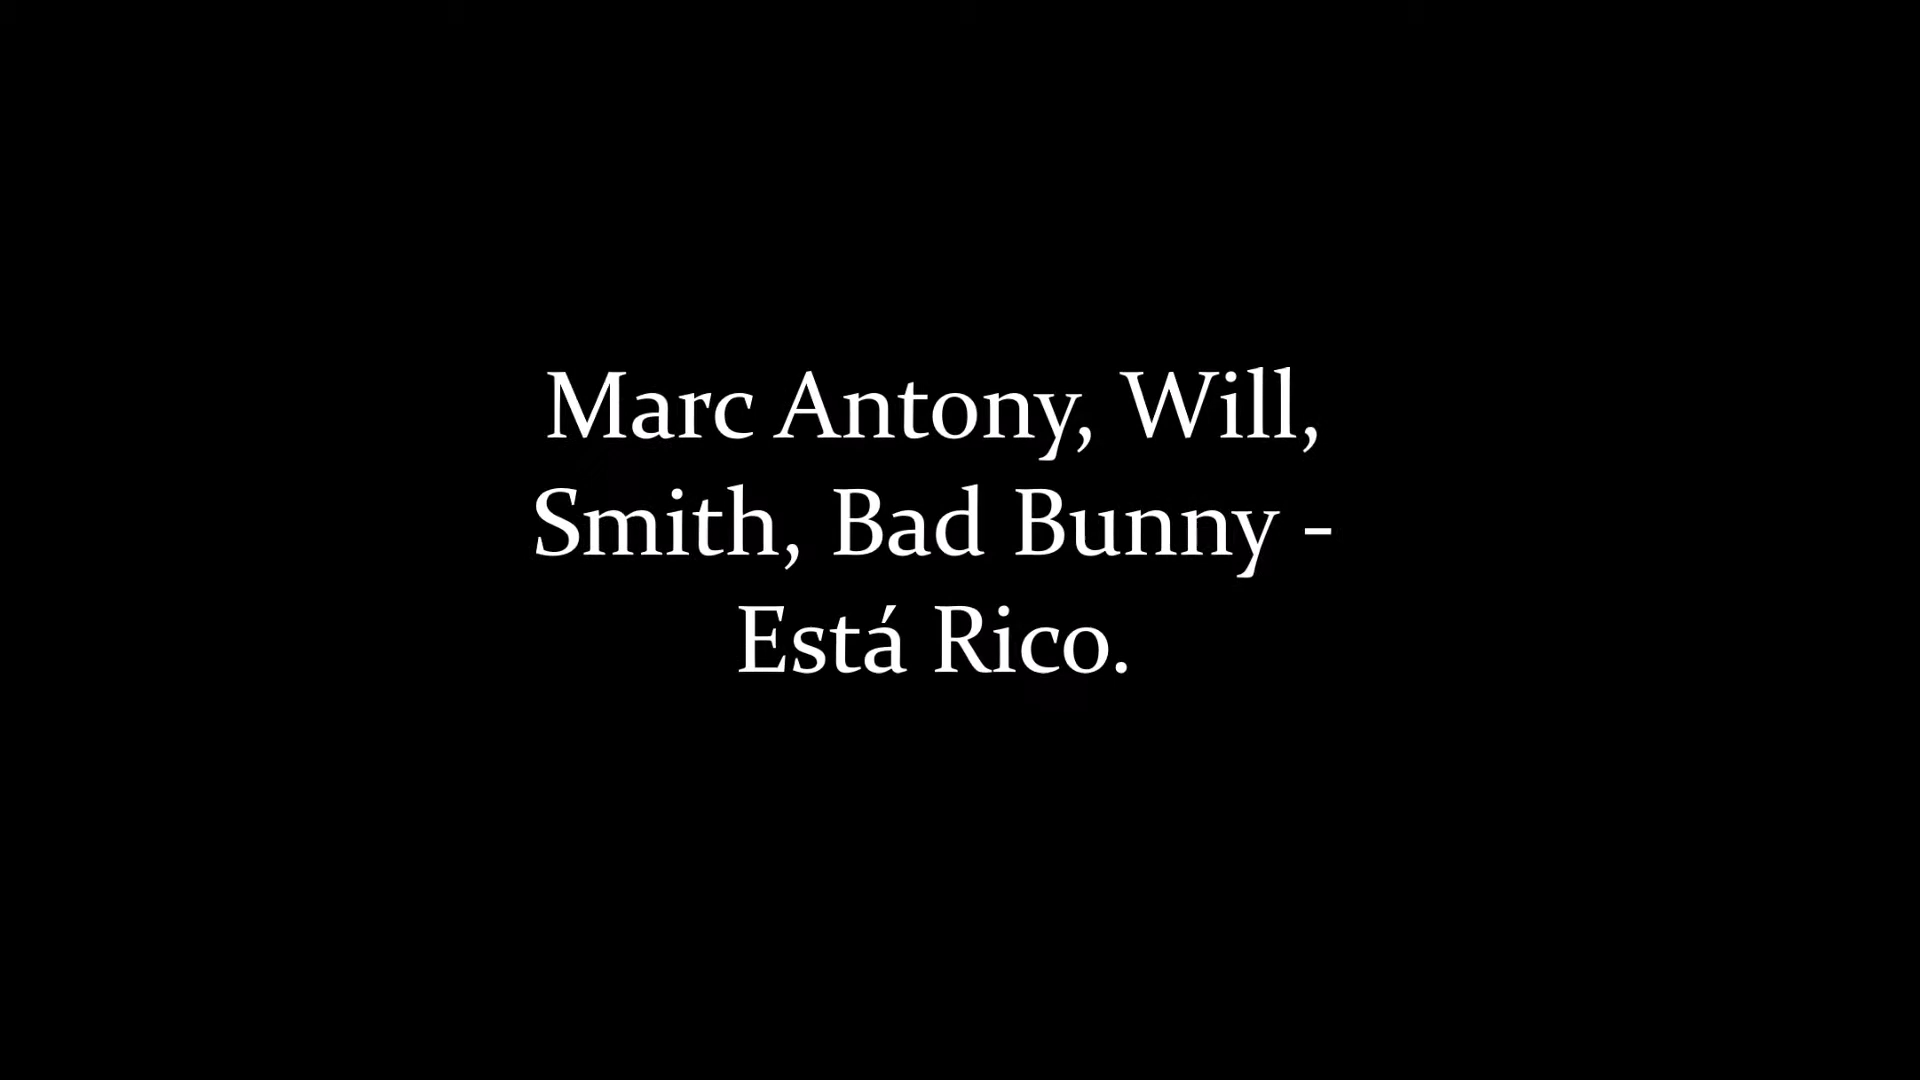 Marc Antony, Will,
Smith, Bad Bunny -
Está Rico.